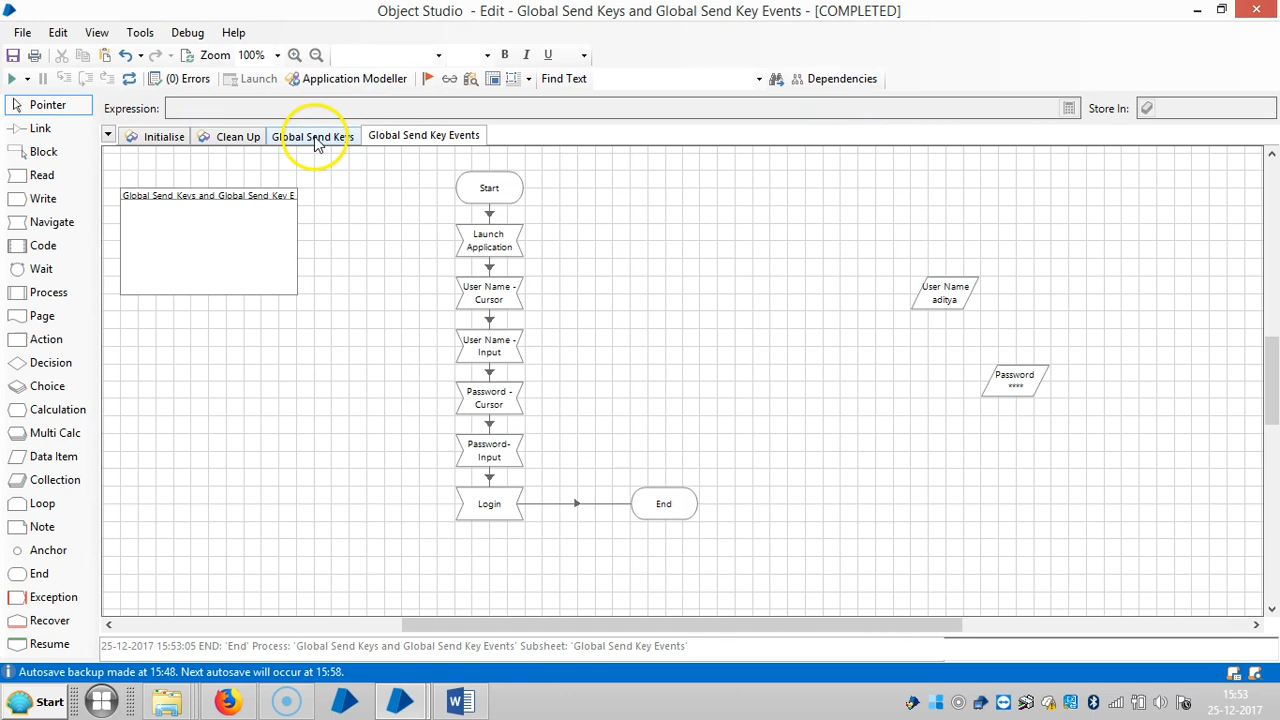 Object Studio - Edit - Global Send Keys and Global Send Key Events - [COMPLETED]
File Edit View Tools Debug Help
Zoom 100% B I U
(0) Errors Launch Application Modeller Find Text Dependencies
Pointer Expression: Store In:
Link Initialise Clean Up Global Send Keys Global Send Key Events
Block
Read
Write
Navigate
Code
Wait
Process
Page
Action
Decision
Choice
Calculation
Multi Calc
Data Item
Collection
Loop
Note
Anchor
End
Exception
Recover
Resume
Global Send Keys and Global Send Key E
Start
Launch
Application
User Name -
Cursor
User Name -
Input
Password -
Cursor
Password-
Input
Login
End
User Name
aditya
Password
****
25-12-2017 15:53:05 END: 'End' Process: 'Global Send Keys and Global Send Key Events' Subsheet: 'Global Send Key Events'
Autosave backup made at 15:48. Next autosave will occur at 15:58.
Start
15:53
25-12-2017